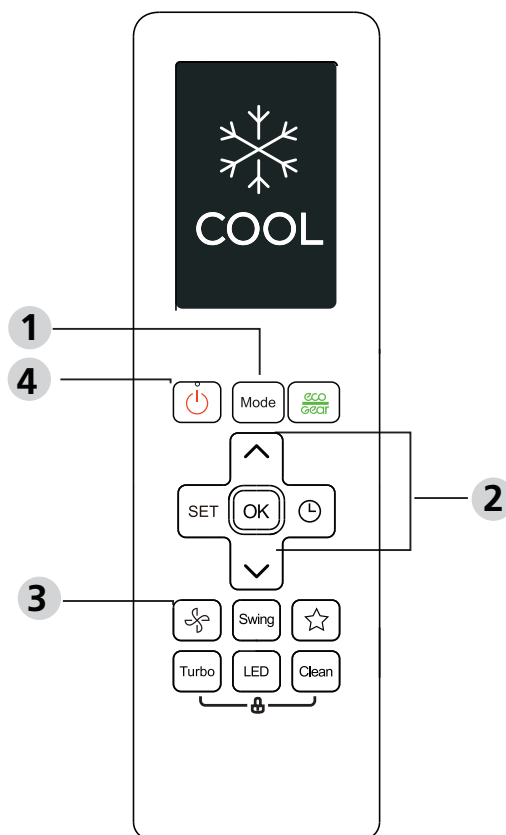 COOL
1
4
Mode
eco
Gear
SET
OK
2
3
Swing
Turbo
LED
Clean